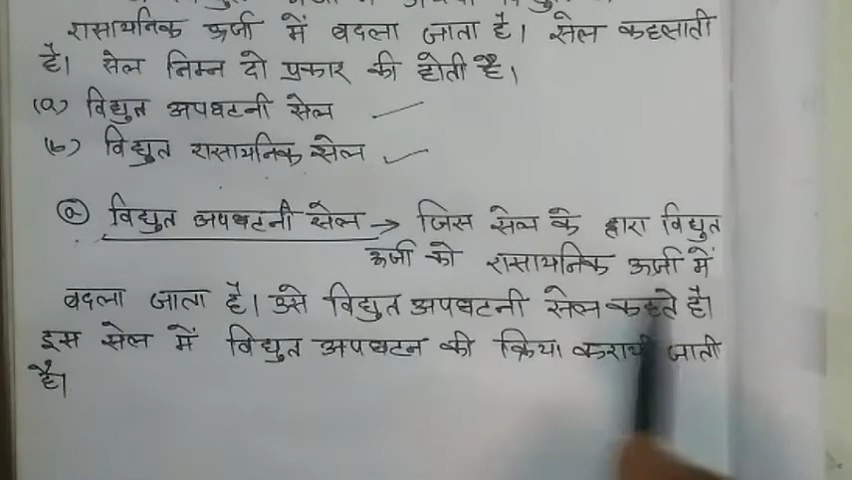 रासायनिक ऊर्जा में बदला जाता है। सेल कहलाती
है। सेल निम्न दो प्रकार की होती है।
(a) विद्युत अपघटनी सेल
(b) विद्युत रासायनिक सेल
(a) विद्युत अपघटनी सेल → जिस सेल के द्वारा विद्युत
ऊर्जा को रासायनिक ऊर्जा में
बदला जाता है। उसे विद्युत अपघटनी सेल कहते है।
इस सेल में विद्युत अपघटन की क्रिया करायी जाती
है।